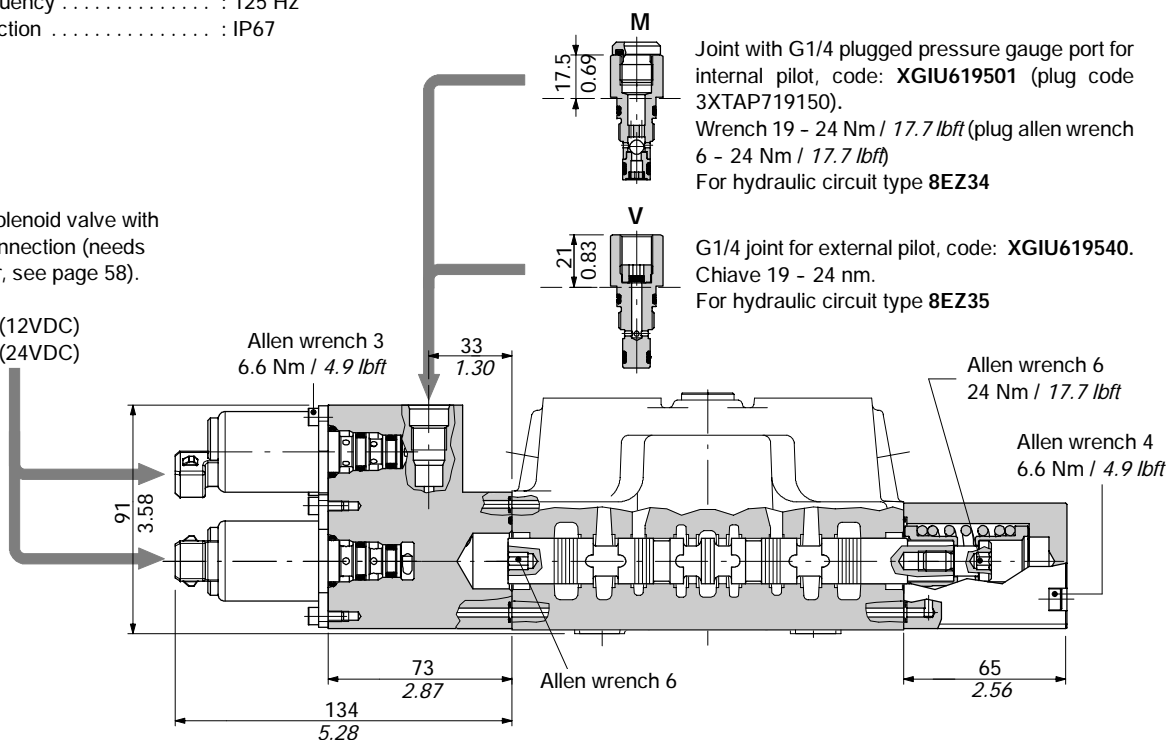 : 125 Hz
: IP67
M
17.5
0.69
Joint with G1/4 plugged pressure gauge port for
internal pilot, code: XGIU619501 (plug code
3XTAP719150).
Wrench 19 - 24 Nm / 17.7 lbft (plug allen wrench
6 - 24 Nm / 17.7 lbft)
For hydraulic circuit type 8EZ34
V
21
0.83
G1/4 joint for external pilot, code: XGIU619540.
Chiave 19 - 24 nm.
For hydraulic circuit type 8EZ35
valve with
(needs
, see page 58).
(12VDC)
(24VDC)
Allen wrench 3
6.6 Nm / 4.9 lbft
33
1.30
Allen wrench 6
24 Nm / 17.7 lbft
Allen wrench 4
6.6 Nm / 4.9 lbft
91
3.58
73
2.87
Allen wrench 6
65
2.56
134
5.28